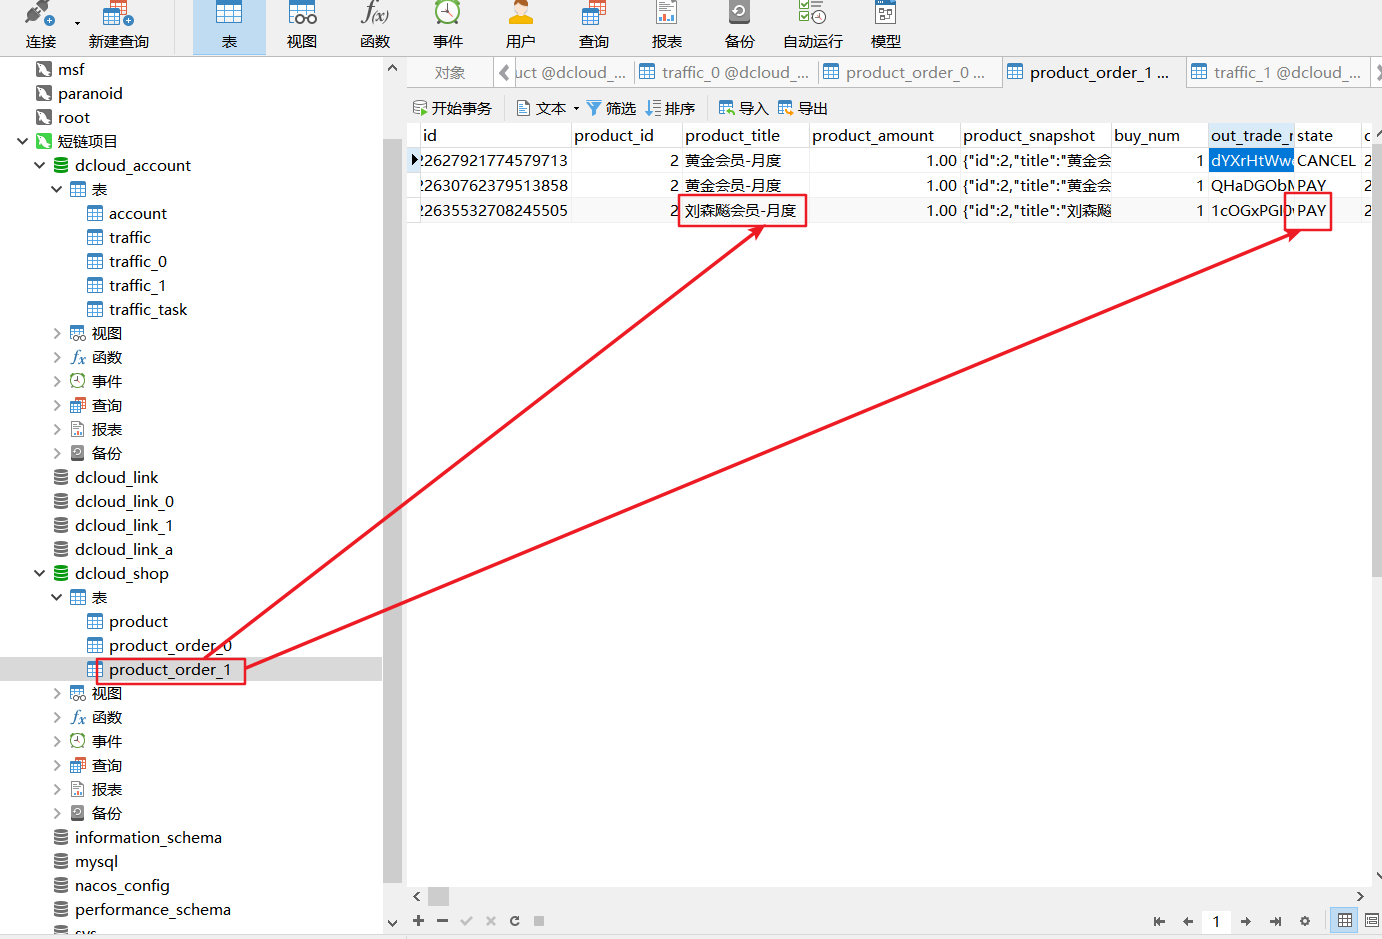 连接 新建查询 表 视图 函数 事件 用户 查询 报表 备份 自动运行 模型
对象 uct @dcloud_... traffic_0 @dcloud_... product_order_0 ... product_order_1 ... traffic_1 @dcloud_...
开始事务 文本 筛选 排序 导入 导出
id product_id product_title product_amount product_snapshot buy_num out_trade_ state
22627921774579713 2 黄金会员-月度 1.00 {"id":2,"title":"黄金会 1 dYXrHtWw CANCEL 2
22630762379513858 2 黄金会员-月度 1.00 {"id":2,"title":"黄金会 1 QHaDGObM PAY 2
22635532708245505 2 刘森飚会员-月度 1.00 {"id":2,"title":"刘森飚 1 1cOGxPGI PAY 2
msf
paranoid
root
短链项目
dcloud_account
表
account
traffic
traffic_0
traffic_1
traffic_task
视图
fx 函数
事件
查询
报表
备份
dcloud_link
dcloud_link_0
dcloud_link_1
dcloud_link_a
dcloud_shop
表
product
product_order_0
product_order_1
视图
fx 函数
事件
查询
报表
备份
information_schema
mysql
nacos_config
performance_schema
sys
1